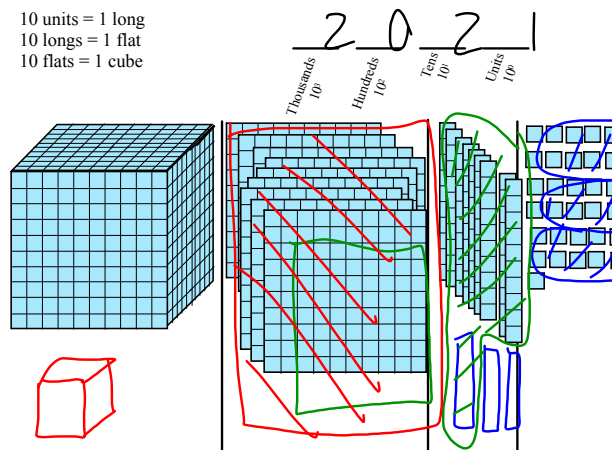 10 units = 1 long
10 longs = 1 flat
10 flats = 1 cube
2 0 2 1
Thousands
10³
Hundreds
10²
Tens
10¹
Units
10⁰